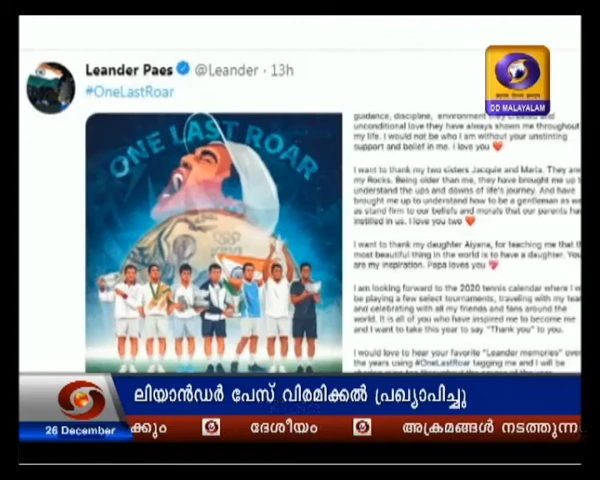 Leander Paes @Leander · 13h
#OneLastRoar
DD MALAYALAM
ONE LAST ROAR
guidance, discipline, environment they created and
unconditional love they have always shown me throughout
my life. I would not be who I am without your unstinting
support and belief in me. I love you ❤️
I want to thank my two sisters Jacquie and Maria. They are
my Rocks. Being older than me, they have brought me up t
understand the ups and downs of life's journey. And have
brought me up to understand how to be a gentleman as we
as stand firm to our beliefs and morals that our parents hav
instilled in us. I love you two ❤️
I want to thank my daughter Aiyana, for teaching me that th
most beautiful thing in the world is to have a daughter. You
are my inspiration. Papa loves you 💖
I am looking forward to the 2020 tennis calendar where I w
be playing a few select tournaments, traveling with my team
and celebrating with all my friends and fans around the
world. It is all of you who have inspired me to become me
and I want to take this year to say "Thank you" to you.
I would love to hear your favorite "Leander memories" over
the years using #OneLastRoar tagging me and I will be
ലിയാൻഡർ പേസ് വിരമിക്കൽ പ്രഖ്യാപിച്ചു
26 December
ക്കും ദേശീയം അക്രമങ്ങൾ നടത്തുന്ന